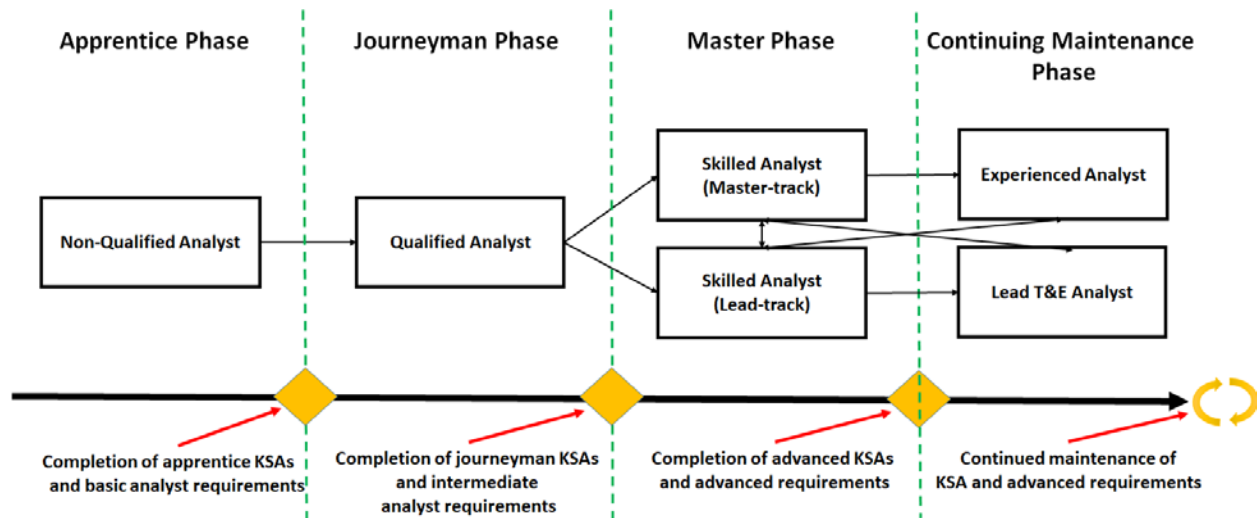 Apprentice Phase
Journeyman Phase
Master Phase
Continuing Maintenance
Phase
Non-Qualified Analyst
Qualified Analyst
Skilled Analyst
(Master-track)
Skilled Analyst
(Lead-track)
Experienced Analyst
Lead T&E Analyst
Completion of apprentice KSAs
and basic analyst requirements
Completion of journeyman KSAs
and intermediate
analyst requirements
Completion of advanced KSAs
and advanced requirements
Continued maintenance of
KSA and advanced requirements